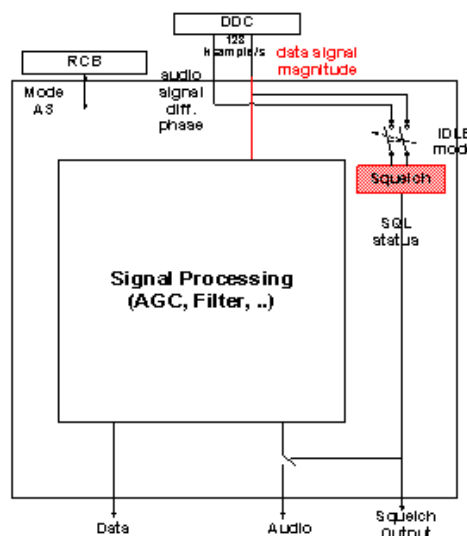 DDC
128
ksample/s
data signal
magnitude
RCB
Mode
A3
audio
signal
diff.
phase
IDLE
mode
Squelch
SQL
status
Signal Processing
(AGC, Filter, ..)
Data
Audio
Squelch
Output